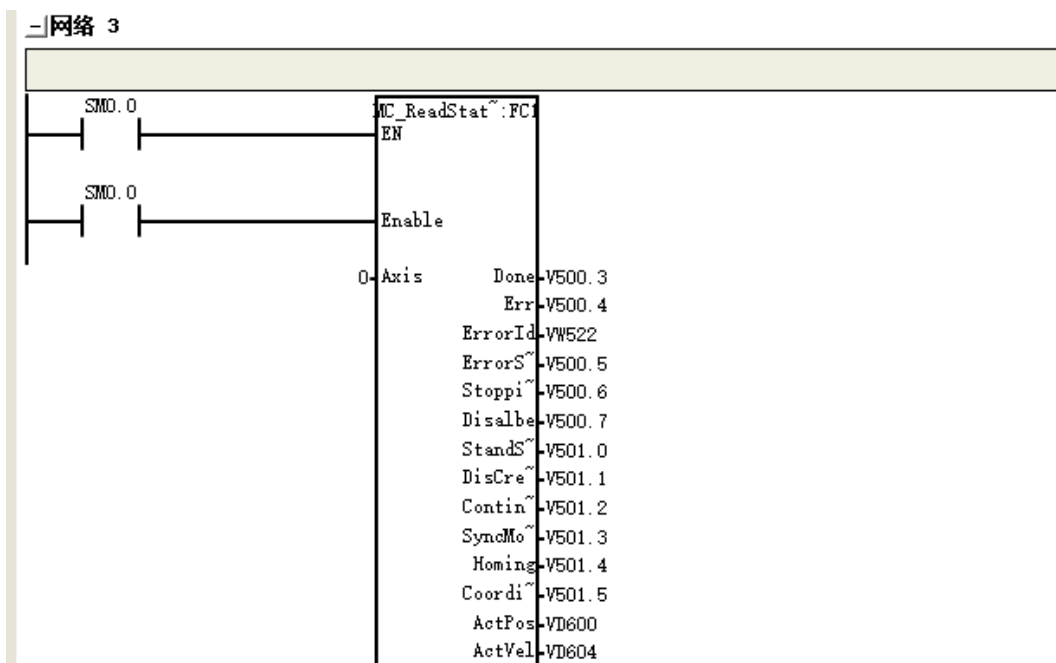 网络 3
SM0.0
MC_ReadStat~:FC1
EN
SM0.0
Enable
0 Axis Done V500.3
Err V500.4
ErrorId VW522
ErrorS~ V500.5
Stoppi~ V500.6
Disalbe V500.7
StandS~ V501.0
DisCre~ V501.1
Contin~ V501.2
SyncMo~ V501.3
Homing V501.4
Coordi~ V501.5
ActPos VD600
ActVel VD604